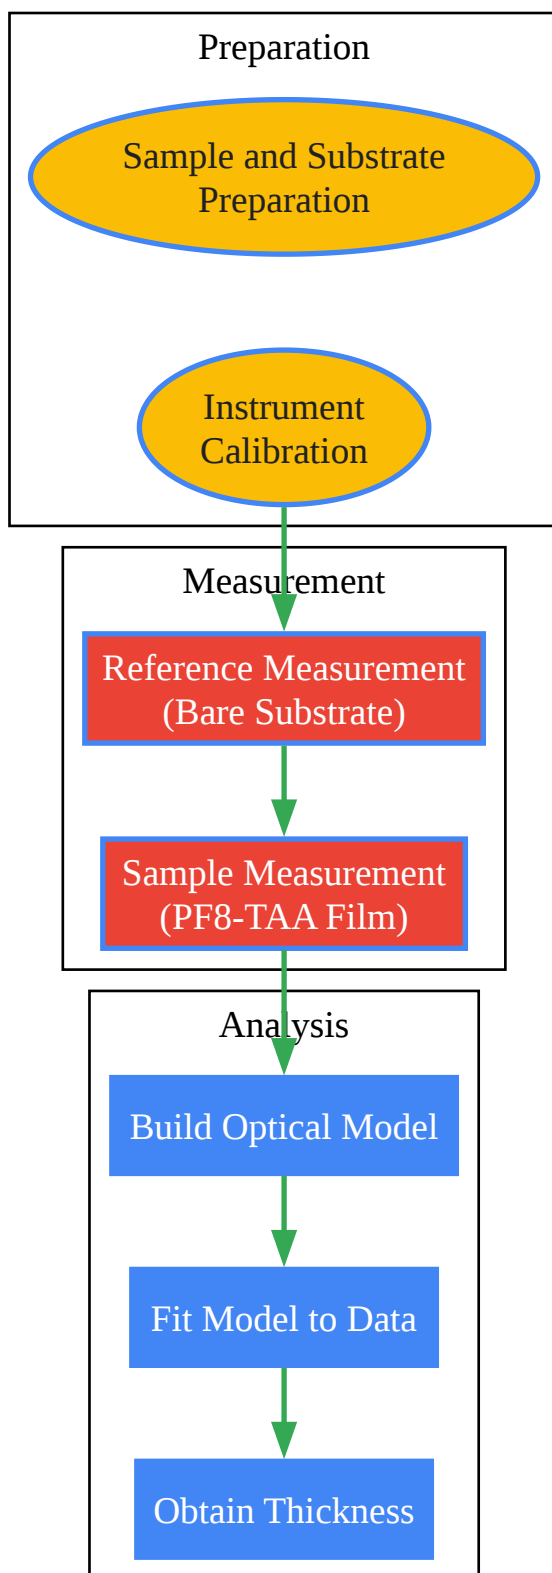 Preparation
Sample and Substrate
Preparation
Instrument
Calibration
Measurement
Reference Measurement
(Bare Substrate)
Sample Measurement
(PF8-TAA Film)
Analysis
Build Optical Model
Fit Model to Data
Obtain Thickness